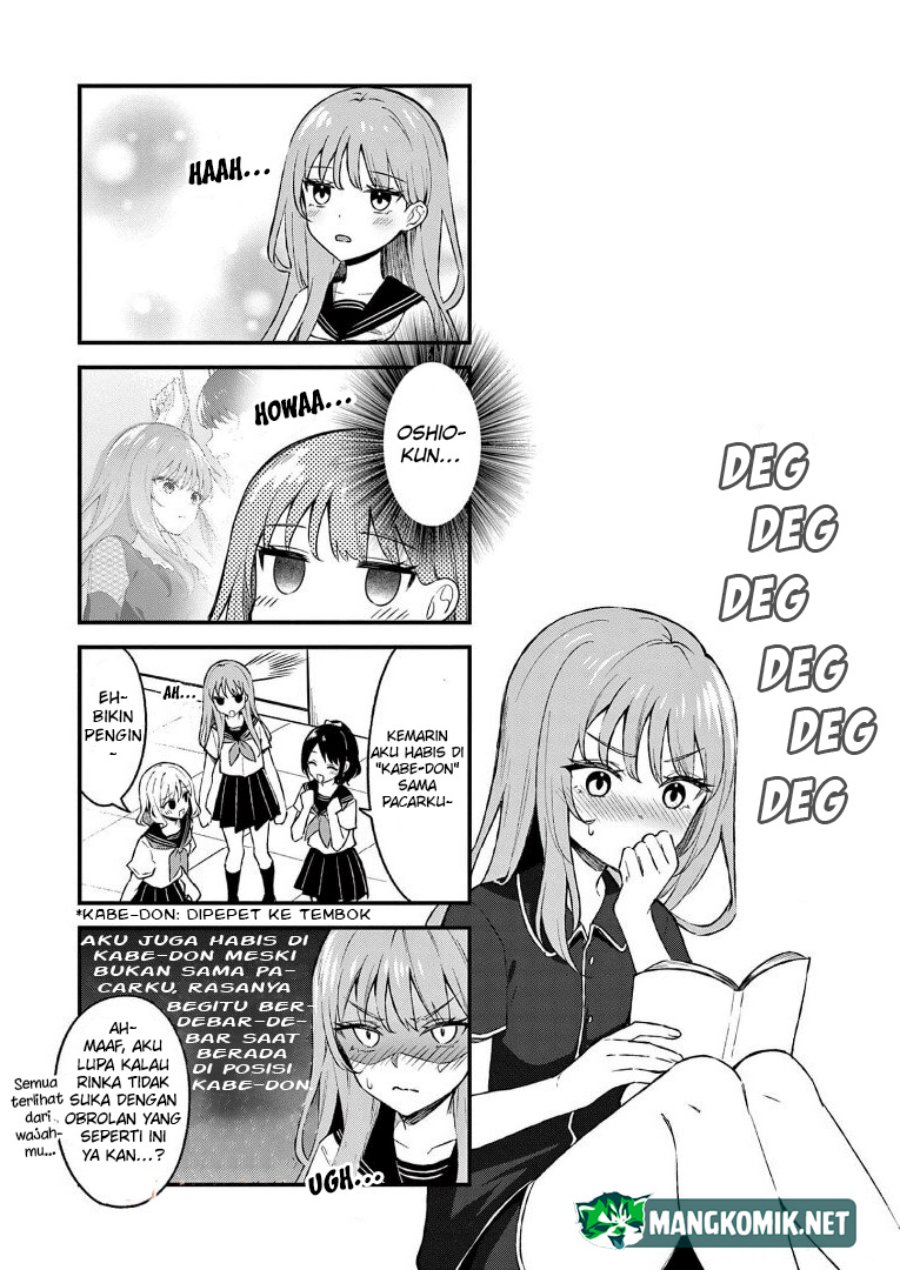 HAAH...
HOWAA...
OSHIO-
KUN...
KEMARIN
AKU HABIS DI
"KABE-DON"
SAMA
PACARKU~
AH...
EH-
BIKIN
PENGIN
~
*KABE-DON: DIPEPET KE TEMBOK
AKU JUGA HABIS DI
KABE-DON MESKI
BUKAN SAMA PA-
CARKU, RASANYA
BEGITU BER-
DEBAR-DE-
BAR SAAT
BERADA
DI POSISI
KABE-DON.
AH-
MAAF, AKU
LUPA KALAU
RINKA TIDAK
SUKA DENGAN
OBROLAN YANG
SEPERTI INI
YA KAN...?
Semua
terlihat
dari
wajah-
mu...
UGH...
DEG
DEG
DEG
DEG
DEG
DEG
MANGKOMIK.NET